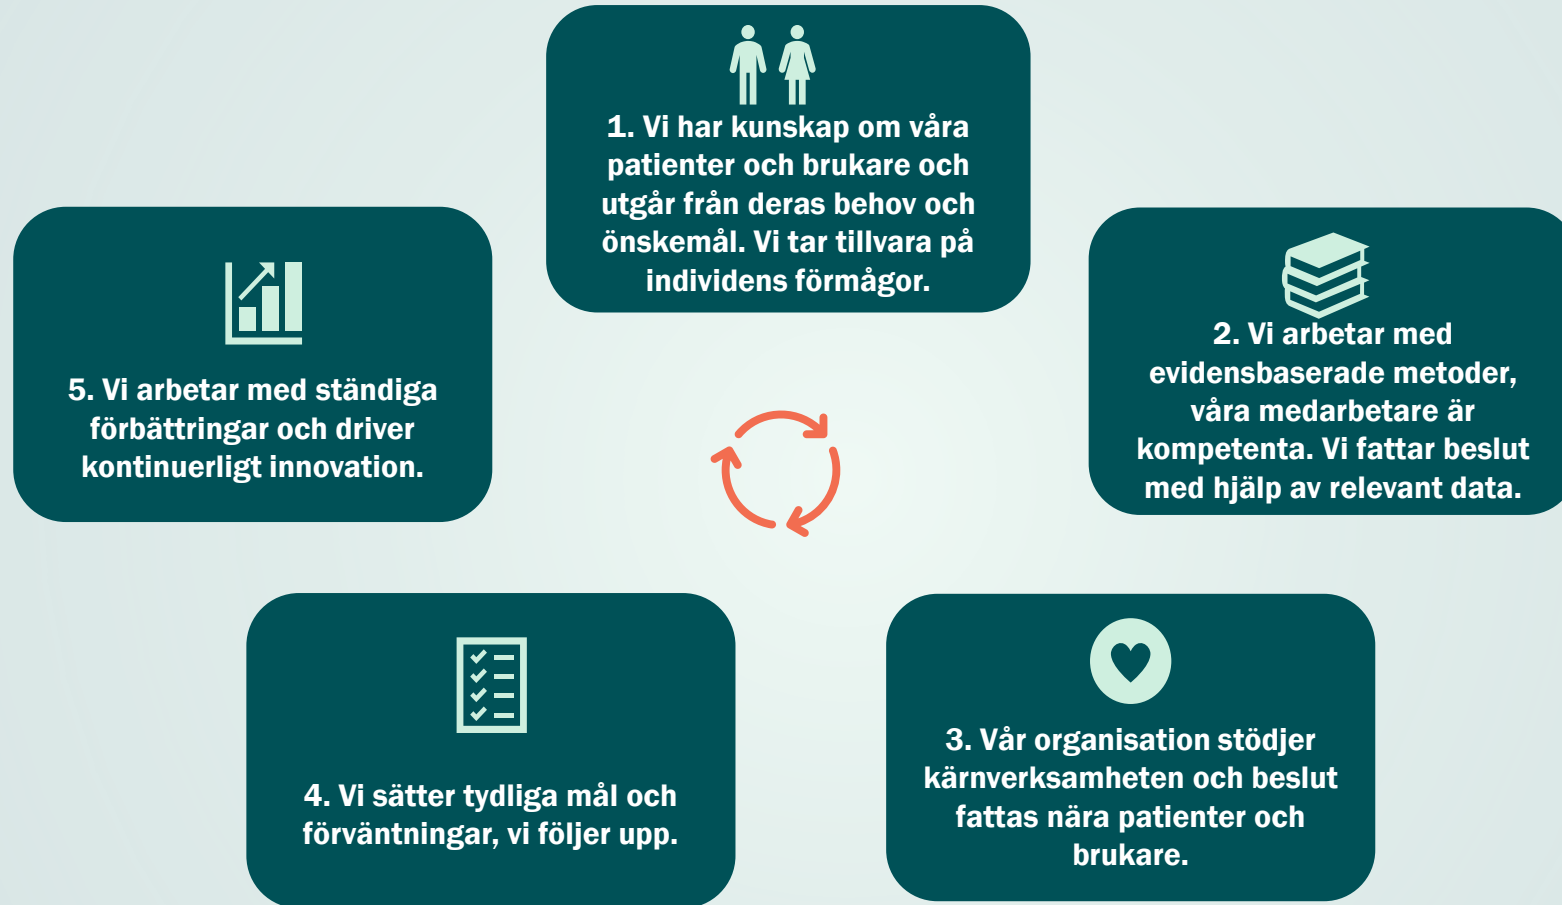 1. Vi har kunskap om våra
patienter och brukare och
utgår från deras behov och
önskemål. Vi tar tillvara på
individens förmågor.
2. Vi arbetar med
evidensbaserade metoder,
våra medarbetare är
kompetenta. Vi fattar beslut
med hjälp av relevant data.
3. Vår organisation stödjer
kärnverksamheten och beslut
fattas nära patienter och
brukare.
4. Vi sätter tydliga mål och
förväntningar, vi följer upp.
5. Vi arbetar med ständiga
förbättringar och driver
kontinuerligt innovation.